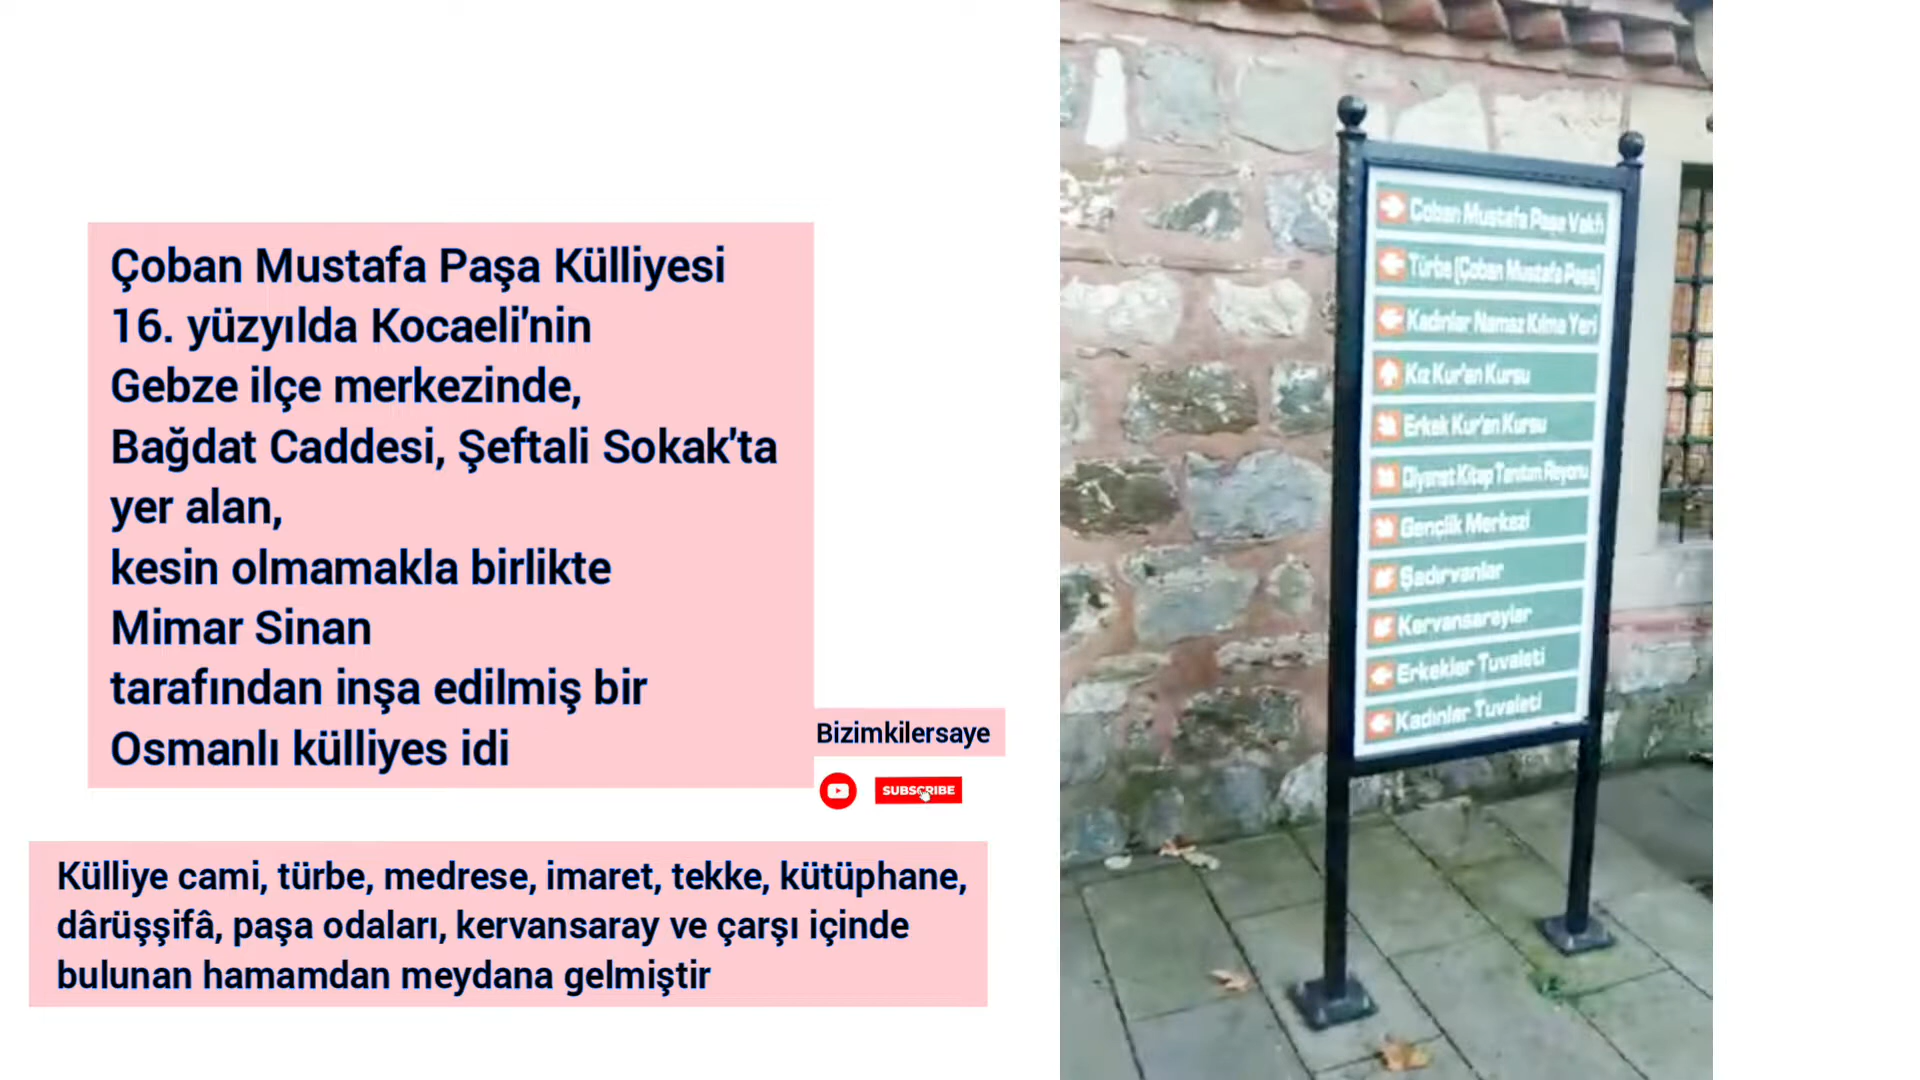 Çoban Mustafa Paşa Külliyesi
16. yüzyılda Kocaeli'nin
Gebze ilçe merkezinde,
Bağdat Caddesi, Şeftali Sokak'ta
yer alan,
kesin olmamakla birlikte
Mimar Sinan
tarafından inşa edilmiş bir
Osmanlı külliyes idi
Bizimkilersaye
SUBSCRIBE
Külliye cami, türbe, medrese, imaret, tekke, kütüphane,
dârüşşifâ, paşa odaları, kervansaray ve çarşı içinde
bulunan hamamdan meydana gelmiştir
Çoban Mustafa Paşa Vakfı
Türbe (Çoban Mustafa Paşa)
Kadınlar Namaz Kılma Yeri
Kız Kur'an Kursu
Erkek Kur'an Kursu
Diyanet Kitap Tanıtım Reyonu
Gençlik Merkezi
Şadırvanlar
Kervansaraylar
Erkekler Tuvaleti
Kadınlar Tuvaleti